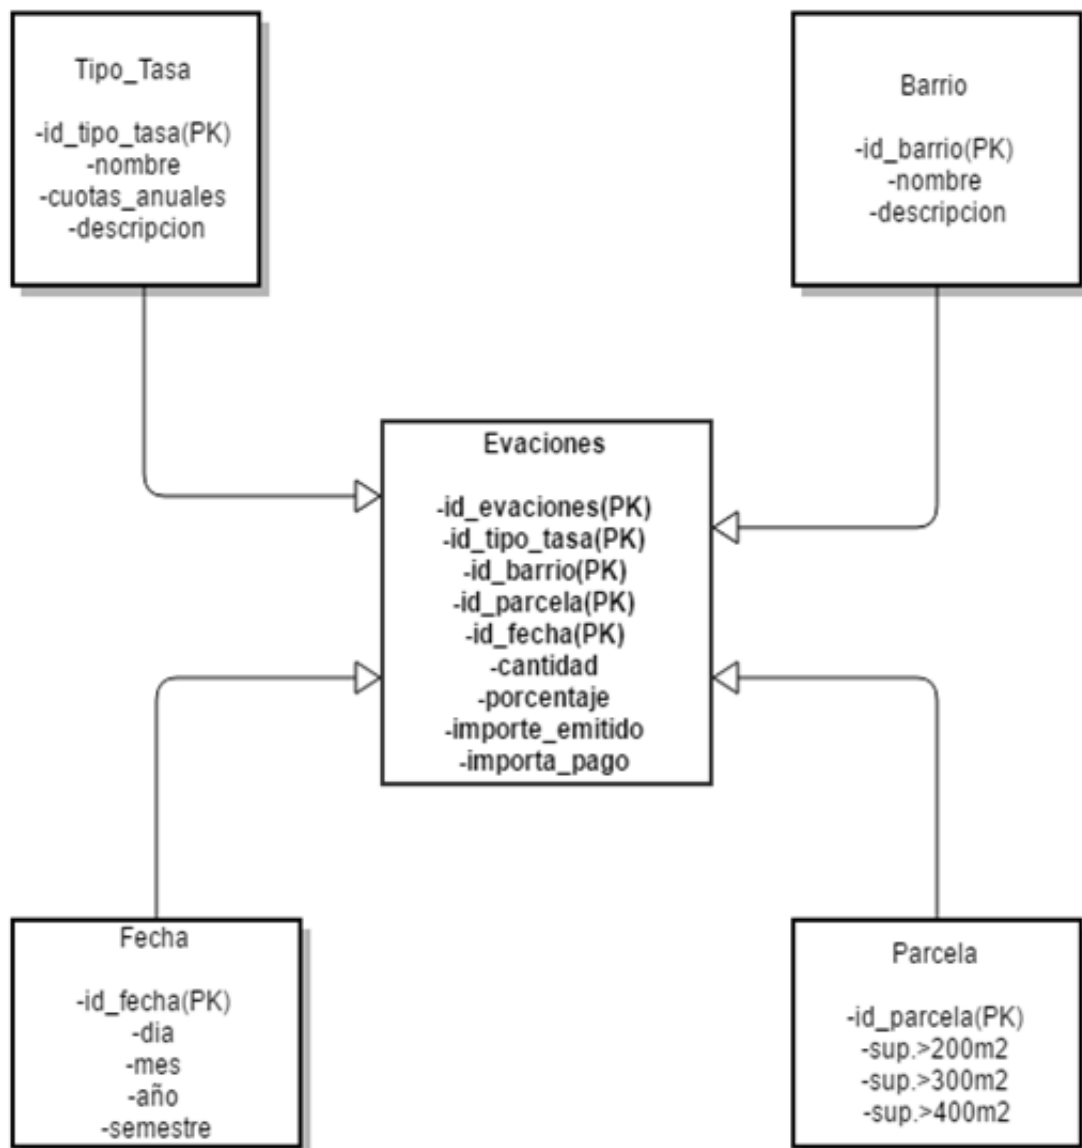 Tipo_Tasa
-id_tipo_tasa(PK)
-nombre
-cuotas_anuales
-descripcion
Barrio
-id_barrio(PK)
-nombre
-descripcion
Evaciones
-id_evaciones(PK)
-id_tipo_tasa(PK)
-id_barrio(PK)
-id_parcela(PK)
-id_fecha(PK)
-cantidad
-porcentaje
-importe_emitido
-importa_pago
Fecha
-id_fecha(PK)
-dia
-mes
-año
-semestre
Parcela
-id_parcela(PK)
-sup.>200m2
-sup.>300m2
-sup.>400m2